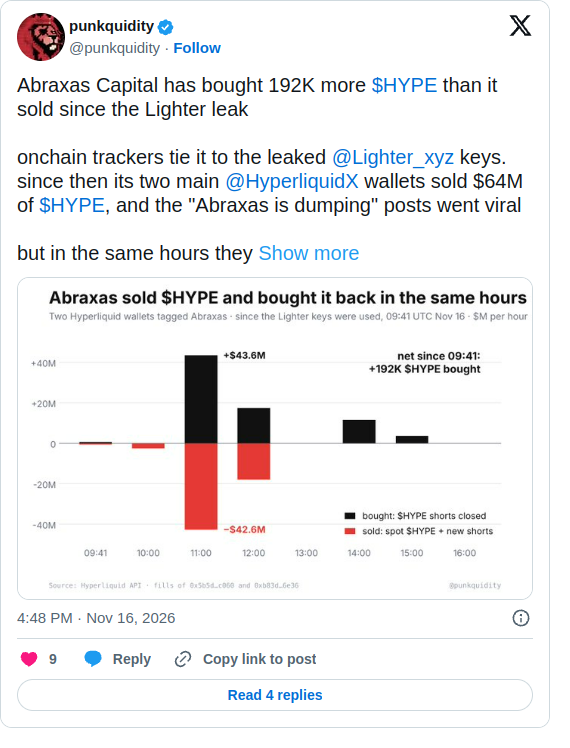 punkquidity
@punkquidity · Follow
Abraxas Capital has bought 192K more $HYPE than it
sold since the Lighter leak
onchain trackers tie it to the leaked @Lighter_xyz keys.
since then its two main @HyperliquidX wallets sold $64M
of $HYPE, and the "Abraxas is dumping" posts went viral
but in the same hours they Show more
Abraxas sold $HYPE and bought it back in the same hours
Two Hyperliquid wallets tagged Abraxas · since the Lighter keys were used, 09:41 UTC Nov 16 · $M per hour
net since 09:41:
+192K $HYPE bought
+$43.6M
+40M
+20M
0
-20M
-40M
−$42.6M
bought: $HYPE shorts closed
sold: spot $HYPE + new shorts
09:41 10:00 11:00 12:00 13:00 14:00 15:00 16:00
Source: Hyperliquid API · fills of
@punkquidity
4:48 PM · Nov 16, 2026
9 Reply Copy link to post
Read 4 replies